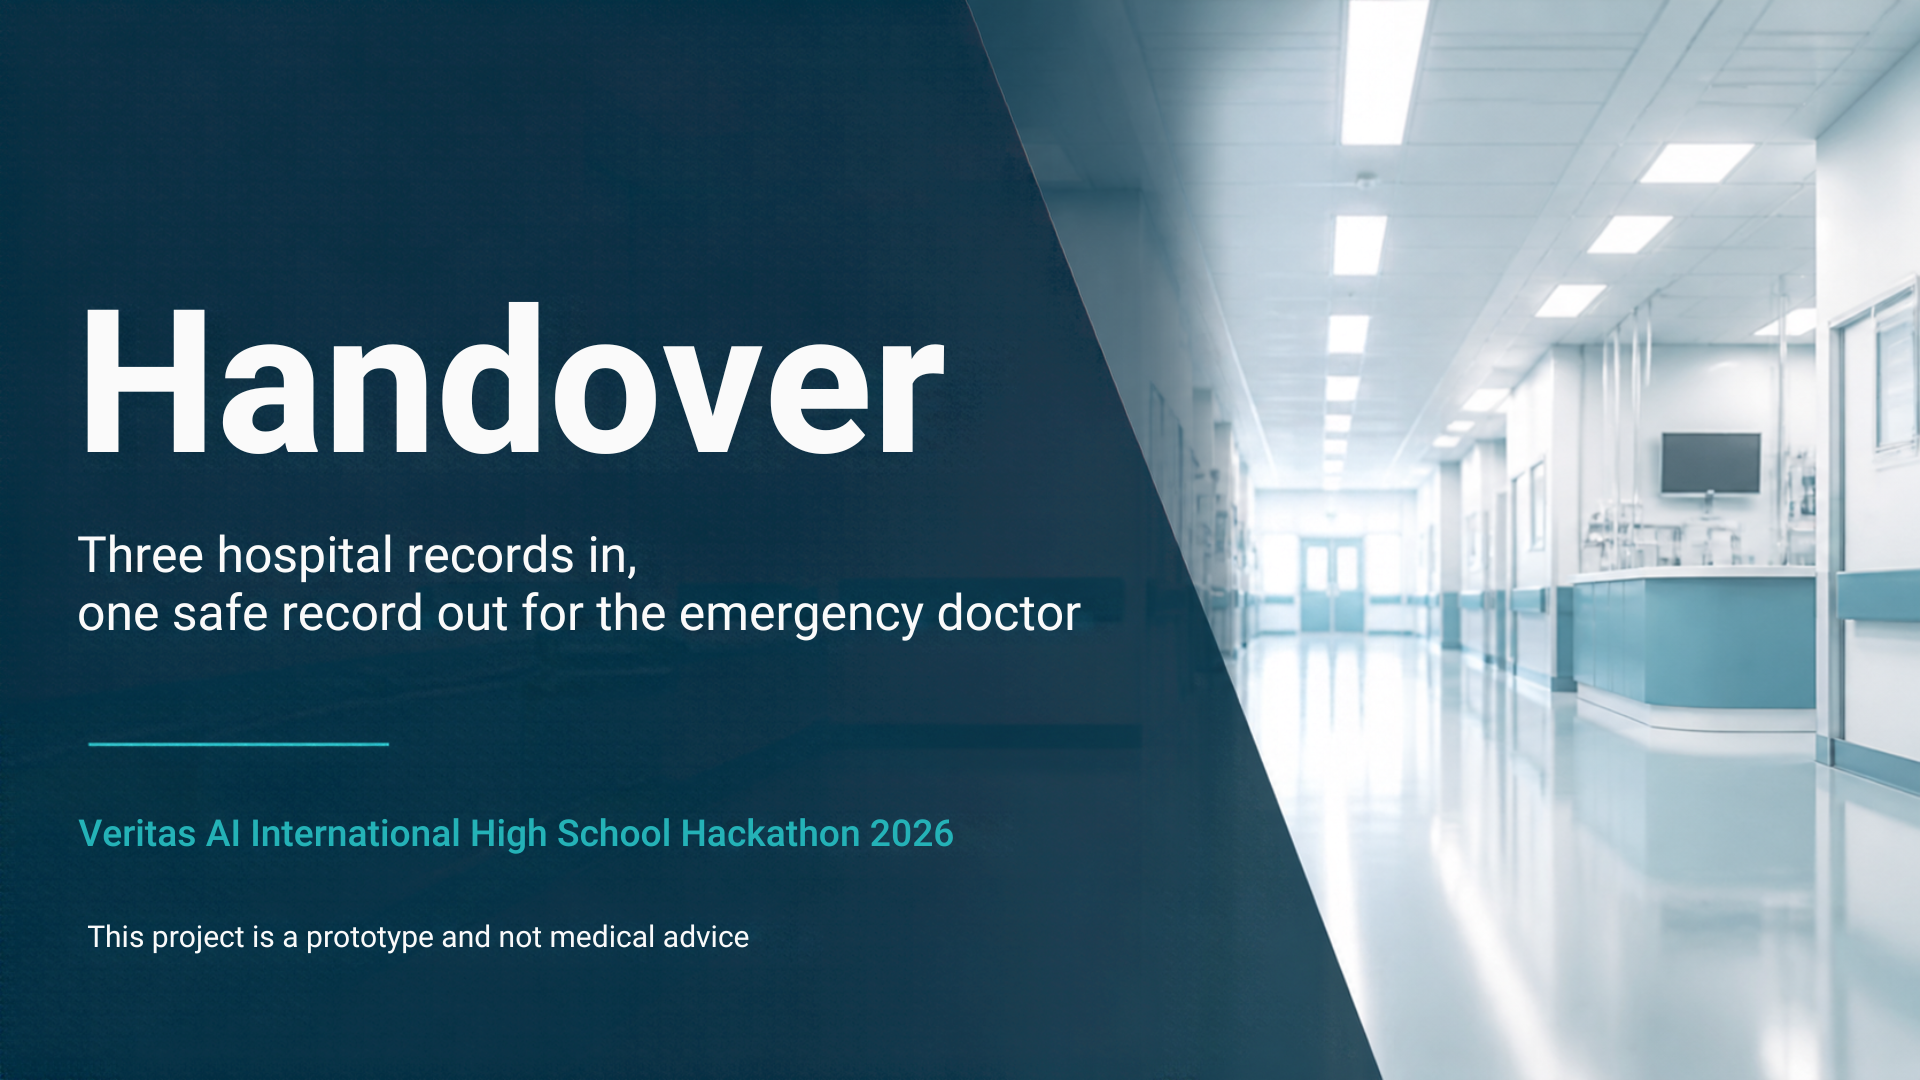 Handover
Three hospital records in,
one safe record out for the emergency doctor
Veritas AI International High School Hackathon 2026
This project is a prototype and not medical advice